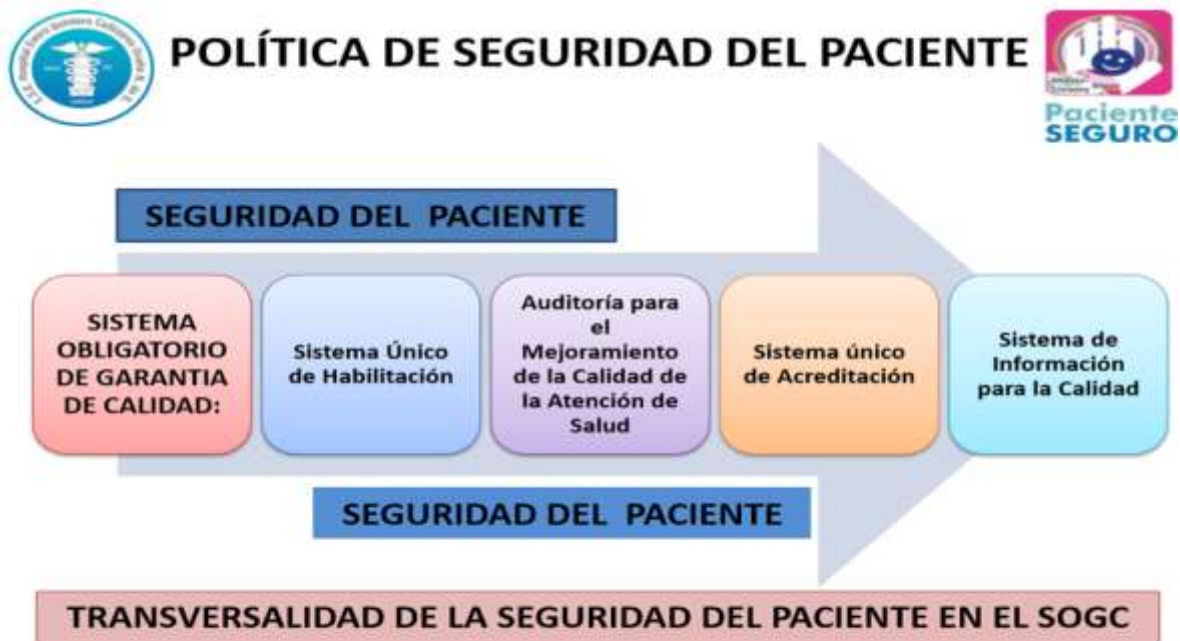 POLÍTICA DE SEGURIDAD DEL PACIENTE
Paciente
SEGURO
SEGURIDAD DEL PACIENTE
SISTEMA
OBLIGATORIO
DE GARANTIA
DE CALIDAD:
Sistema Único
de Habilitación
Auditoría para
el
Mejoramiento
de la Calidad de
la Atención de
Salud
Sistema único
de Acreditación
Sistema de
Información
para la Calidad
SEGURIDAD DEL PACIENTE
TRANSVERSALIDAD DE LA SEGURIDAD DEL PACIENTE EN EL SOGC